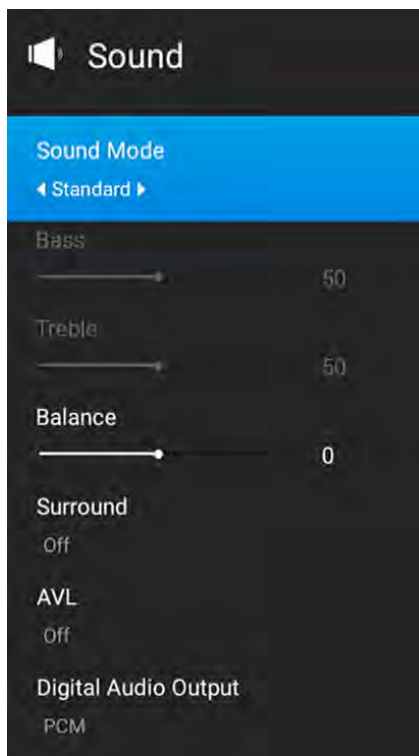 Sound
Sound Mode
Standard
Bass
50
Treble
50
Balance
0
Surround
Off
AVL
Off
Digital Audio Output
PCM